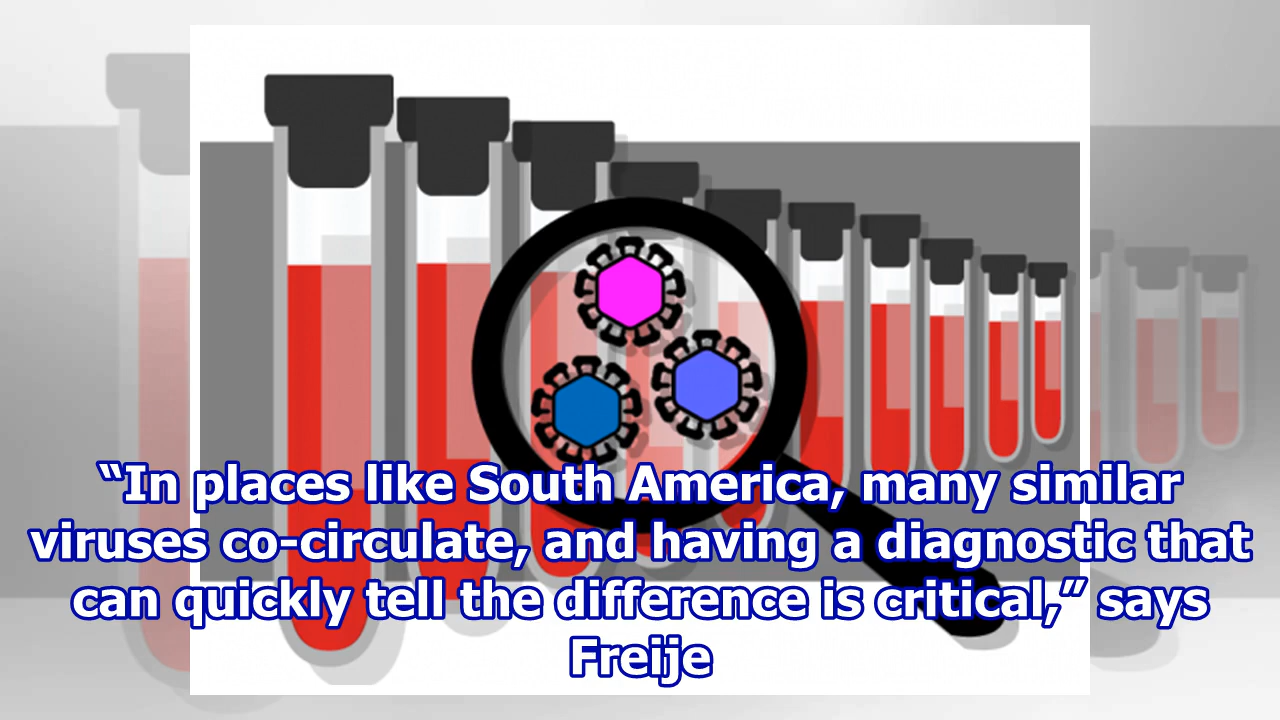 “In places like South America, many similar
viruses co-circulate, and having a diagnostic that
can quickly tell the difference is critical,” says
Freije